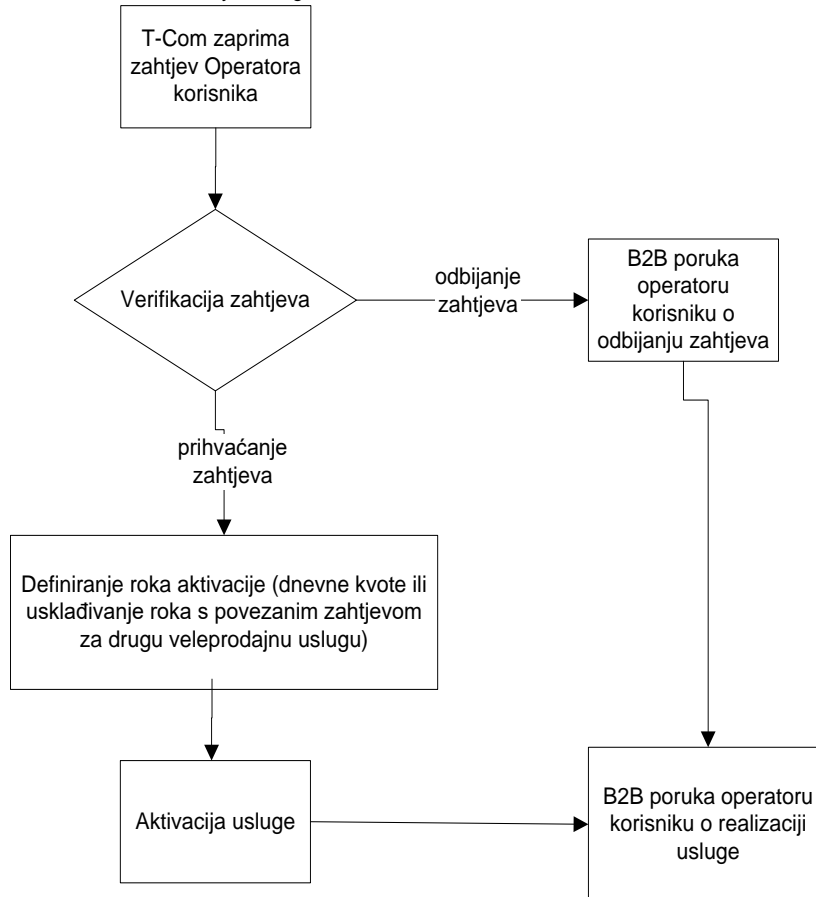 T-Com zaprima
zahtjev Operatora
korisnika
Verifikacija zahtjeva
odbijanje
zahtjeva
B2B poruka
operatoru
korisniku o
odbijanju zahtjeva
prihvaćanje
zahtjeva
Definiranje roka aktivacije (dnevne kvote ili
usklađivanje roka s povezanim zahtjevom
za drugu veleprodajnu uslugu)
Aktivacija usluge
B2B poruka operatoru
korisniku o realizaciji
usluge